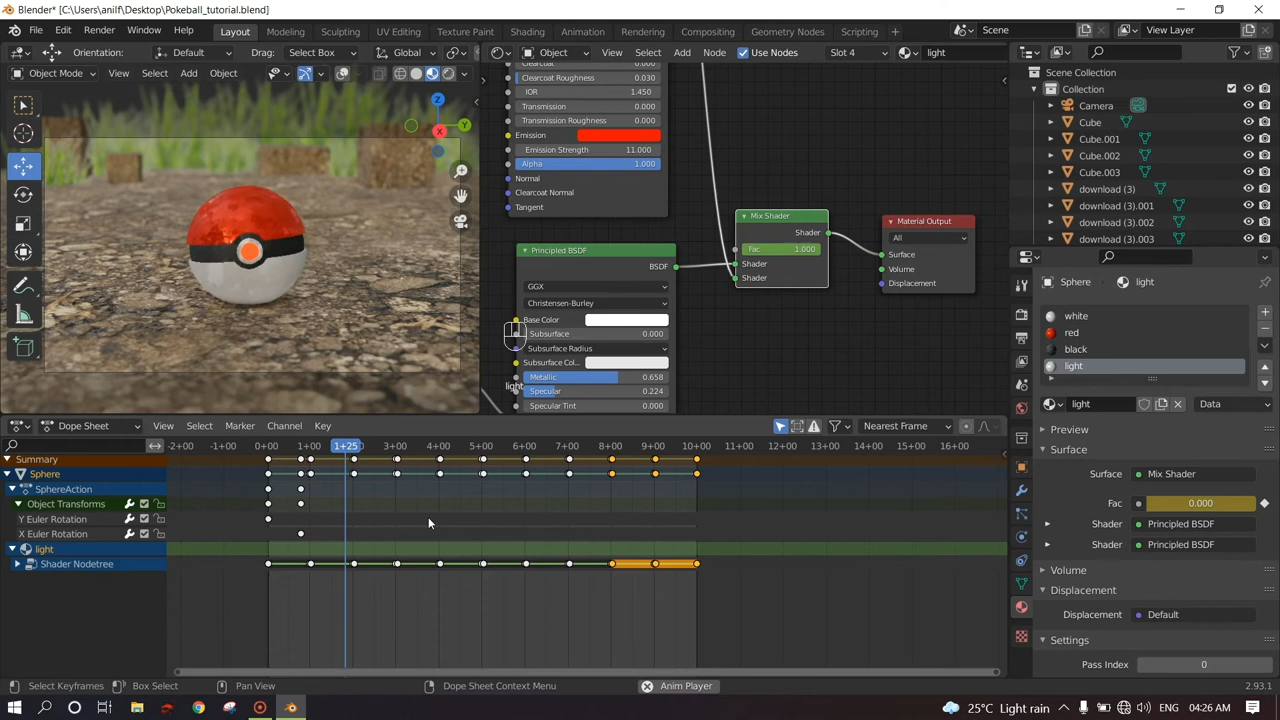 Blender* [C:\Users\anilf\Desktop\Pokeball_tutorial.blend]
File Edit Render Window Help Layout Modeling Sculpting UV Editing Texture Paint Shading Animation Rendering Compositing Geometry Nodes Scripting Scene View Layer
Orientation: Default Drag: Select Box Global Object View Select Add Node Use Nodes Slot 4 light
Object Mode View Select Add Object
Z
Y
X
Clearcoat 0.000
Clearcoat Roughness 0.030
IOR 1.450
Transmission 0.000
Transmission Roughness 0.000
Emission
Emission Strength 11.000
Alpha 1.000
Normal
Clearcoat Normal
Tangent
Mix Shader
Shader
Fac 1.000
Shader
Shader
Material Output
All
Surface
Volume
Displacement
Principled BSDF
BSDF
GGX
Christensen-Burley
Base Color
Subsurface 0.000
Subsurface Radius
Subsurface Col...
Metallic 0.658
Specular 0.224
Specular Tint 0.000
light
Scene Collection
Collection
Camera
Cube
Cube.001
Cube.002
Cube.003
download (3)
download (3).001
download (3).002
download (3).003
Sphere light
white
red
black
light
light Data
Preview
Surface
Surface Mix Shader
Fac 0.000
Shader Principled BSDF
Shader Principled BSDF
Volume
Displacement
Displacement Default
Settings
Pass Index 0
Dope Sheet View Select Marker Channel Key Nearest Frame
-2+00 -1+00 0+00 1+25 3+00 4+00 5+00 6+00 7+00 8+00 9+00 10+00 11+00 12+00 13+00 14+00 15+00 16+00
Summary
Sphere
SphereAction
Object Transforms
Y Euler Rotation
X Euler Rotation
light
Shader Nodetree
Select Keyframes Box Select Pan View Dope Sheet Context Menu Anim Player 2.93.1
25°C Light rain ENG 04:26 AM